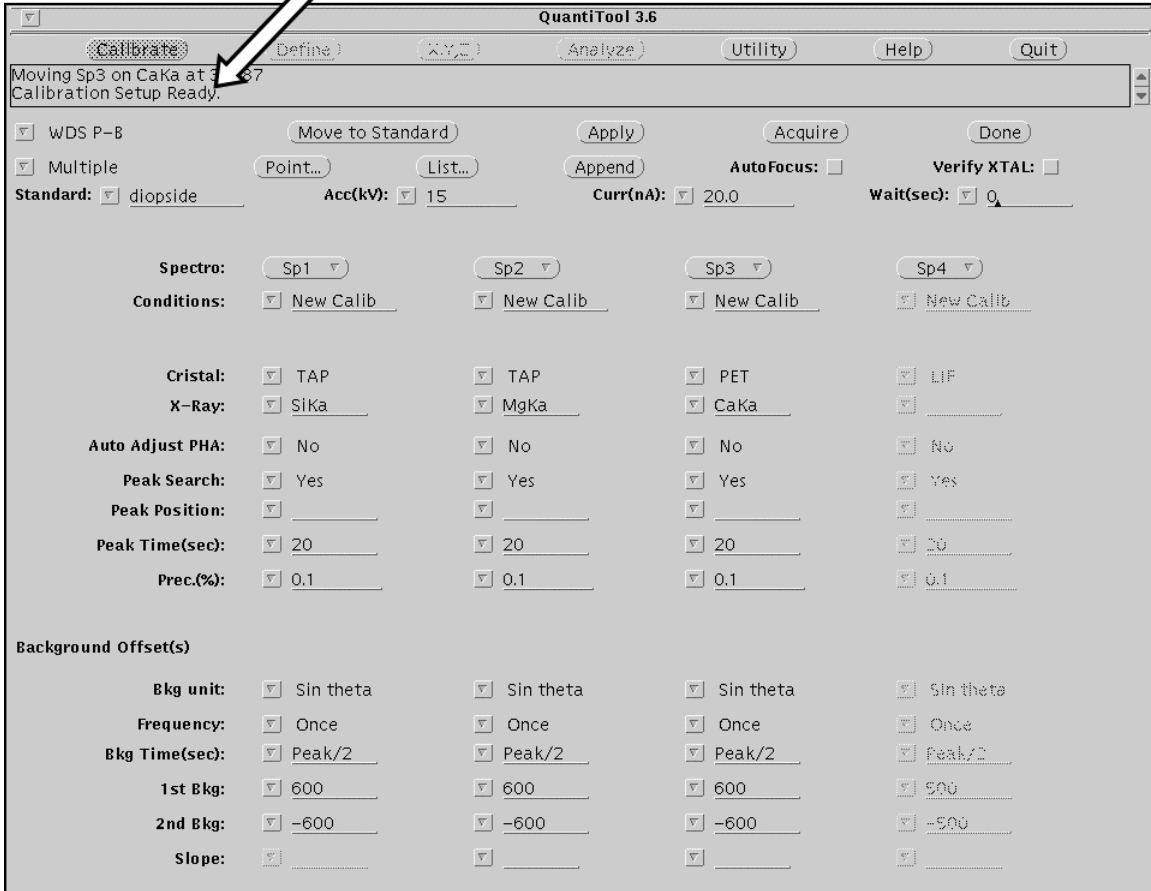 QuantiTool 3.6
Calibrate Define X,Y,Z Analyze Utility Help Quit
Moving Sp3 on CaKa at 87
Calibration Setup Ready.
WDS P-B Move to Standard Apply Acquire Done
Multiple Point... List... Append AutoFocus: Verify XTAL:
Standard: diopside Acc(kV): 15 Curr(nA): 20.0 Wait(sec): 0
Spectro: Sp1 Sp2 Sp3 Sp4
Conditions: New Calib New Calib New Calib New Calib
Cristal: TAP TAP PET LIF
X-Ray: SiKa MgKa CaKa
Auto Adjust PHA: No No No No
Peak Search: Yes Yes Yes Yes
Peak Position:
Peak Time(sec): 20 20 20 20
Prec.(%): 0.1 0.1 0.1 0.1
Background Offset(s)
Bkg unit: Sin theta Sin theta Sin theta Sin theta
Frequency: Once Once Once Once
Bkg Time(sec): Peak/2 Peak/2 Peak/2 Peak/2
1st Bkg: 600 600 600 500
2nd Bkg: -600 -600 -600 -500
Slope: